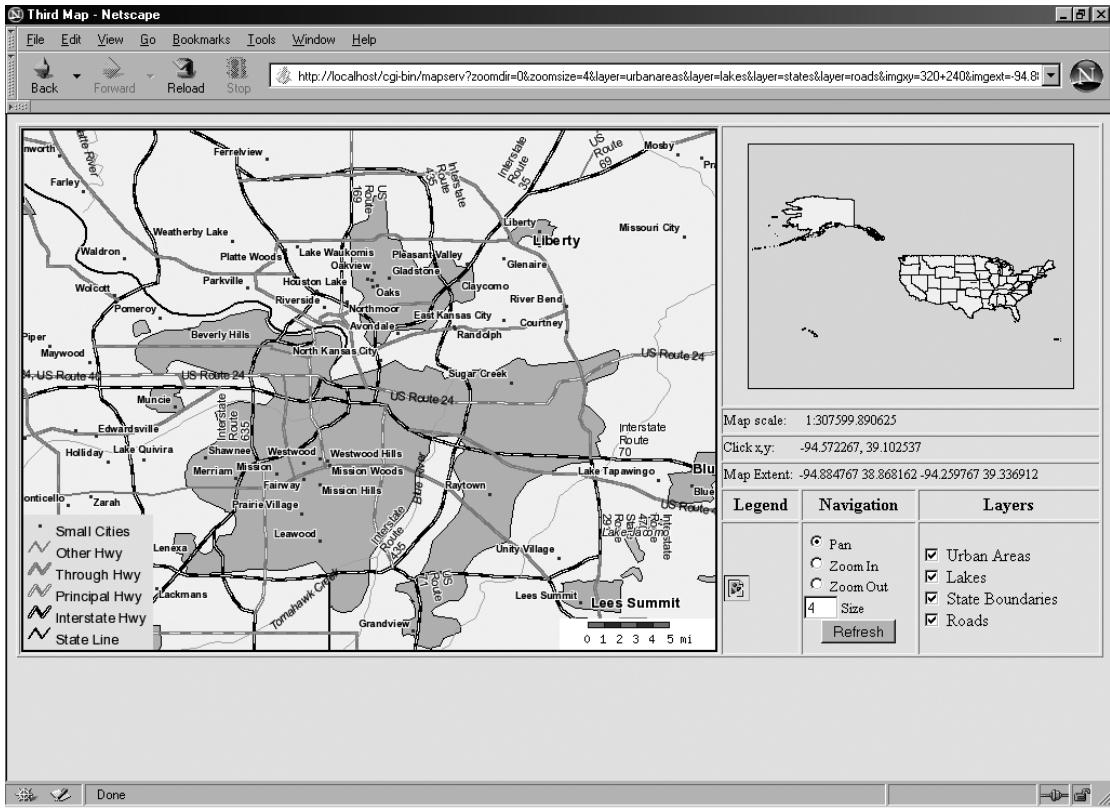 Third Map - Netscape
File Edit View Go Bookmarks Tools Window Help
Back Forward Reload Stop
http://localhost/cgi-bin/mapserv?zoomdir=0&zoomsize=4&layer=urbanareas&layer=lakes&layer=states&layer=roads&imgxy=320+240&imgext=-94.8
Platte River
nworth
Ferrelview
Interstate Route 435
Interstate Route 35
US Route 69
Mosby
Farley
US Route 169
Liberty
Liberty
Missouri City
Weatherby Lake
Waldron
Platte Woods
Lake Waukomis
Pleasant Valley
Oakview
Gladstone
Glenaire
Wolcott
Parkville
Houston Lake
Oaks
Claycomo
Riverside
Northmoor
River Bend
Pomeroy
East Kansas City
Avondale
Courtney
Piper
Beverly Hills
Randolph
Maywood
North Kansas City
US Route 24
US Route 24
Sugar Creek
Muncie
US Route 24
Interstate Route 635
Interstate Route 70
Edwardsville
Holliday
Lake Quivira
Shawnee
Westwood
Westwood Hills
Merriam
Mission
Mission Woods
Lake Tapawingo
Blu
Fairway
Mission Hills
Blue River
Raytown
Blue
onticello
Zarah
Prairie Village
Leawood
Interstate Route 435
Lenexa
Unity Village
Lackmans
Tomahawk Creek
Lees Summit
Lees Summit
Grandview
Small Cities
Other Hwy
Through Hwy
Principal Hwy
Interstate Hwy
State Line
0 1 2 3 4 5 mi
Map scale: 1:307599.890625
Click x,y: -94.572267, 39.102537
Map Extent: -94.884767 38.868162 -94.259767 39.336912
Legend Navigation Layers
Pan
Zoom In
Zoom Out
4 Size
Refresh
Urban Areas
Lakes
State Boundaries
Roads
Done